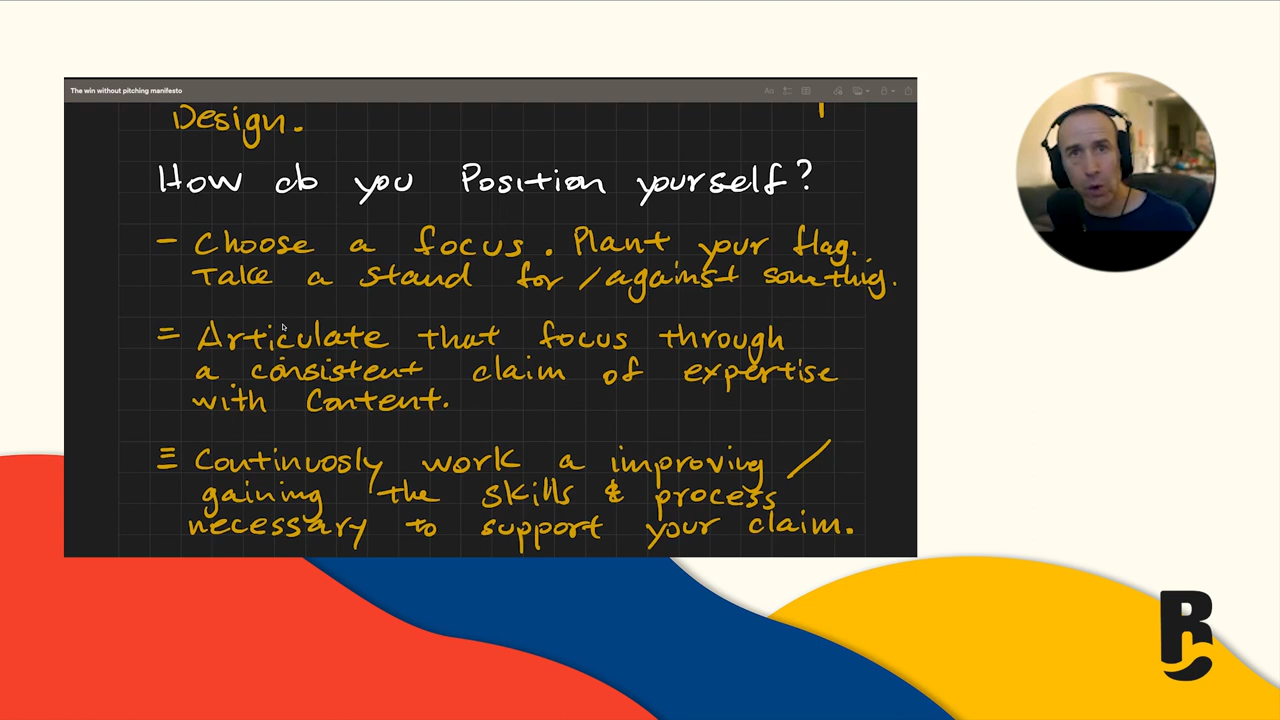 The win without pitching manifesto
Aa
Design.
How do you Position yourself?
- Choose a focus. Plant your flag.
Take a stand for / against somethig.
= Articulate that focus through
a consistent claim of expertise
with Content.
≡ Continuosly work a improving /
gaining the skills & process
necessary to support your claim.
R